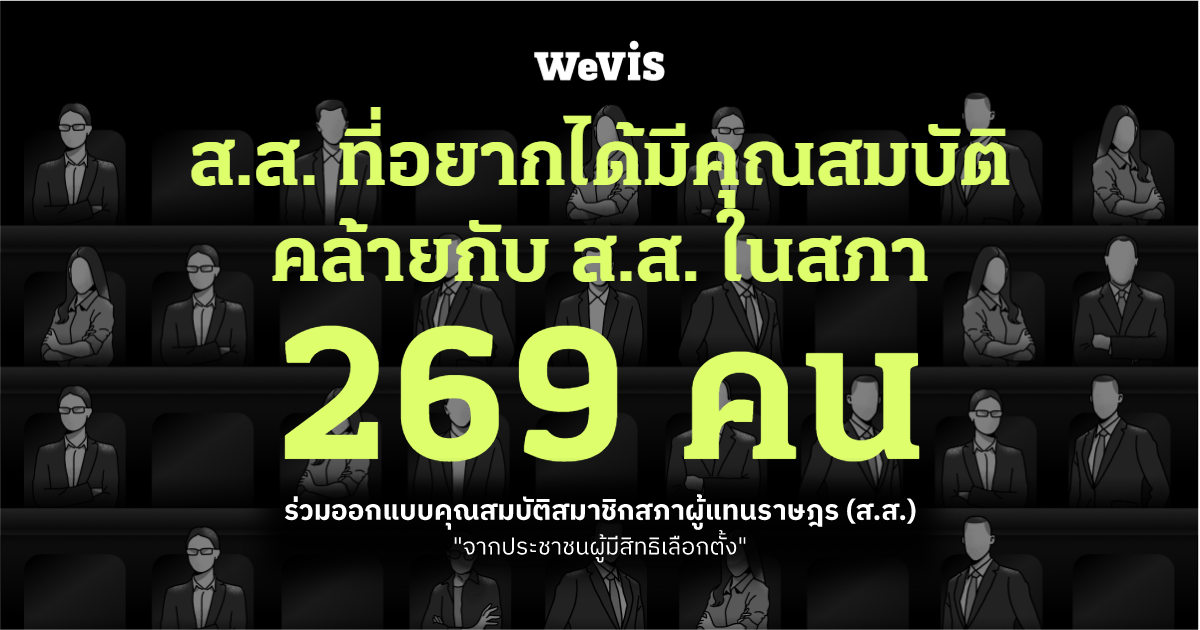 WeVIS
ส.ส. ที่อยากได้มีคุณสมบัติ
คล้ายกับ ส.ส. ในสภา
269 คน
ร่วมออกแบบคุณสมบัติสมาชิกสภาผู้แทนราษฎร (ส.ส.)
"จากประชาชนผู้มีสิทธิเลือกตั้ง"